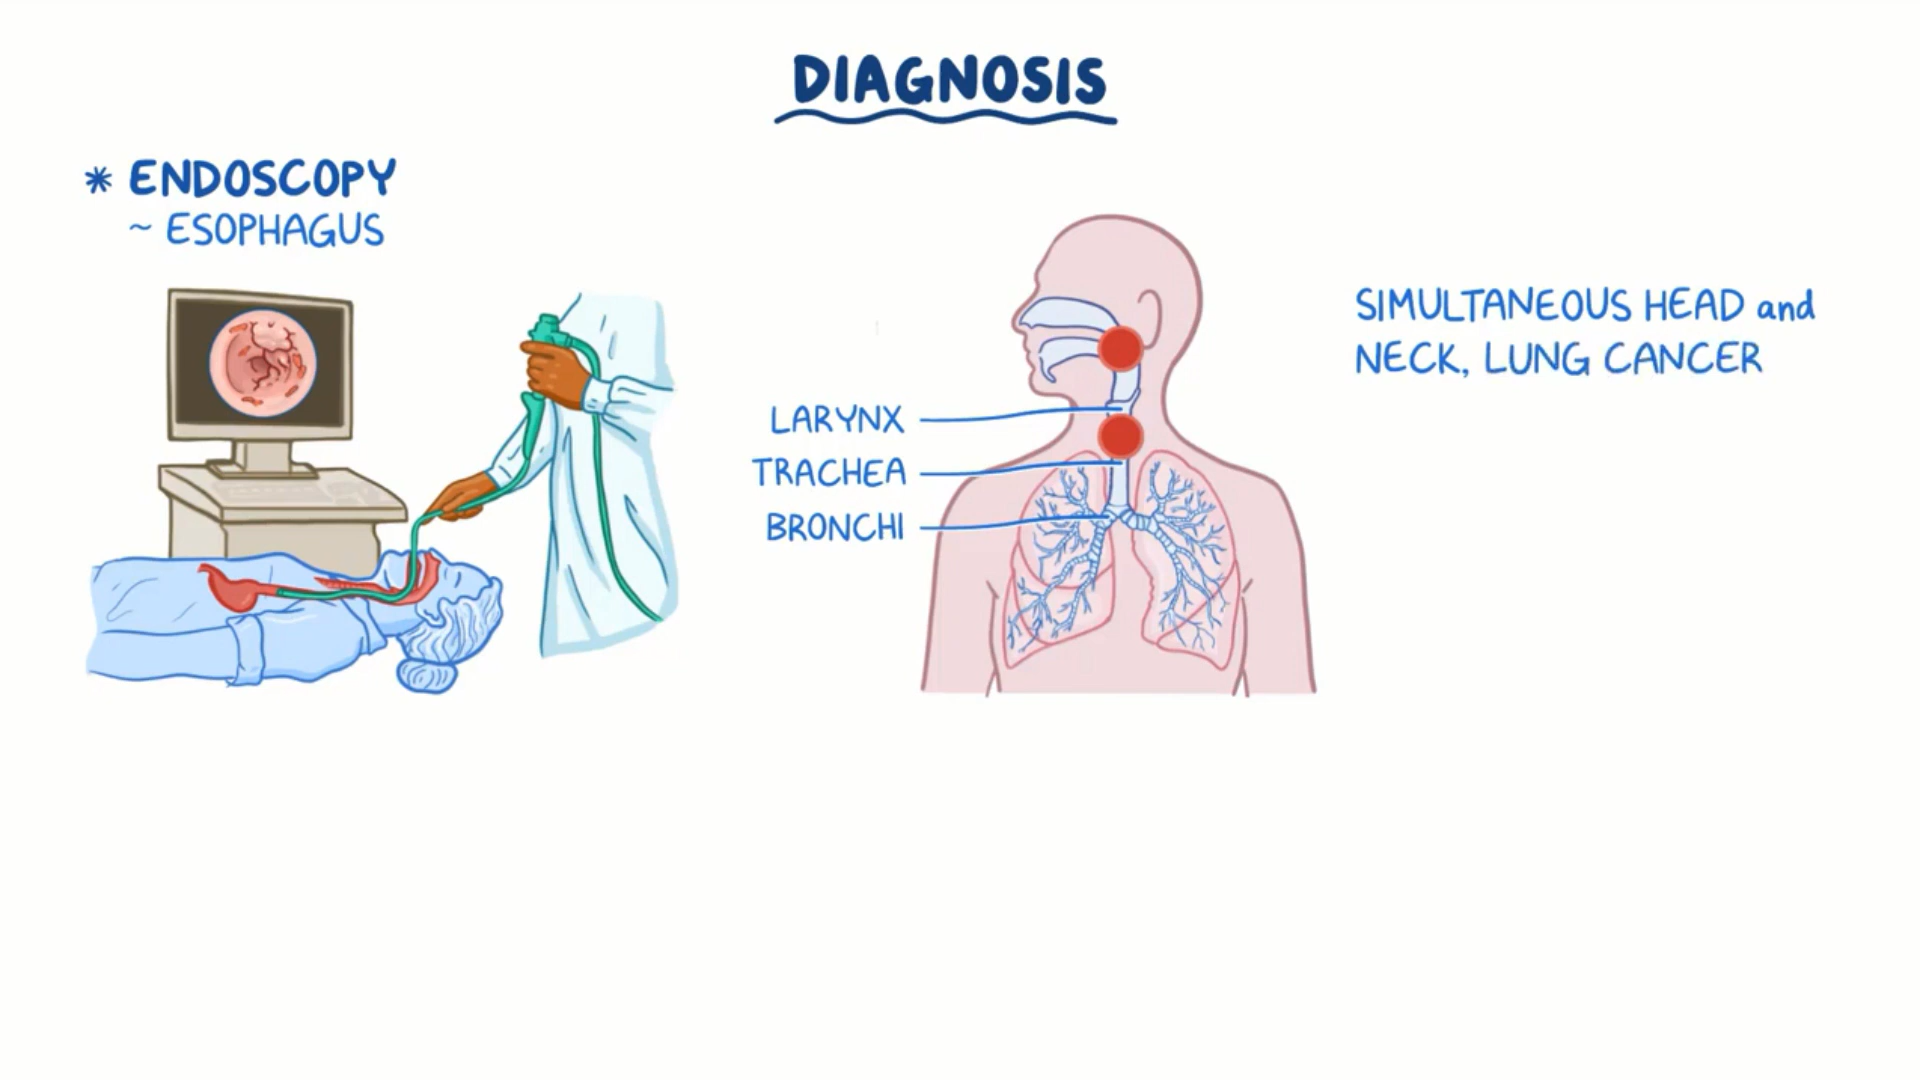 DIAGNOSIS
* ENDOSCOPY
~ ESOPHAGUS
LARYNX
TRACHEA
BRONCHI
SIMULTANEOUS HEAD and
NECK, LUNG CANCER